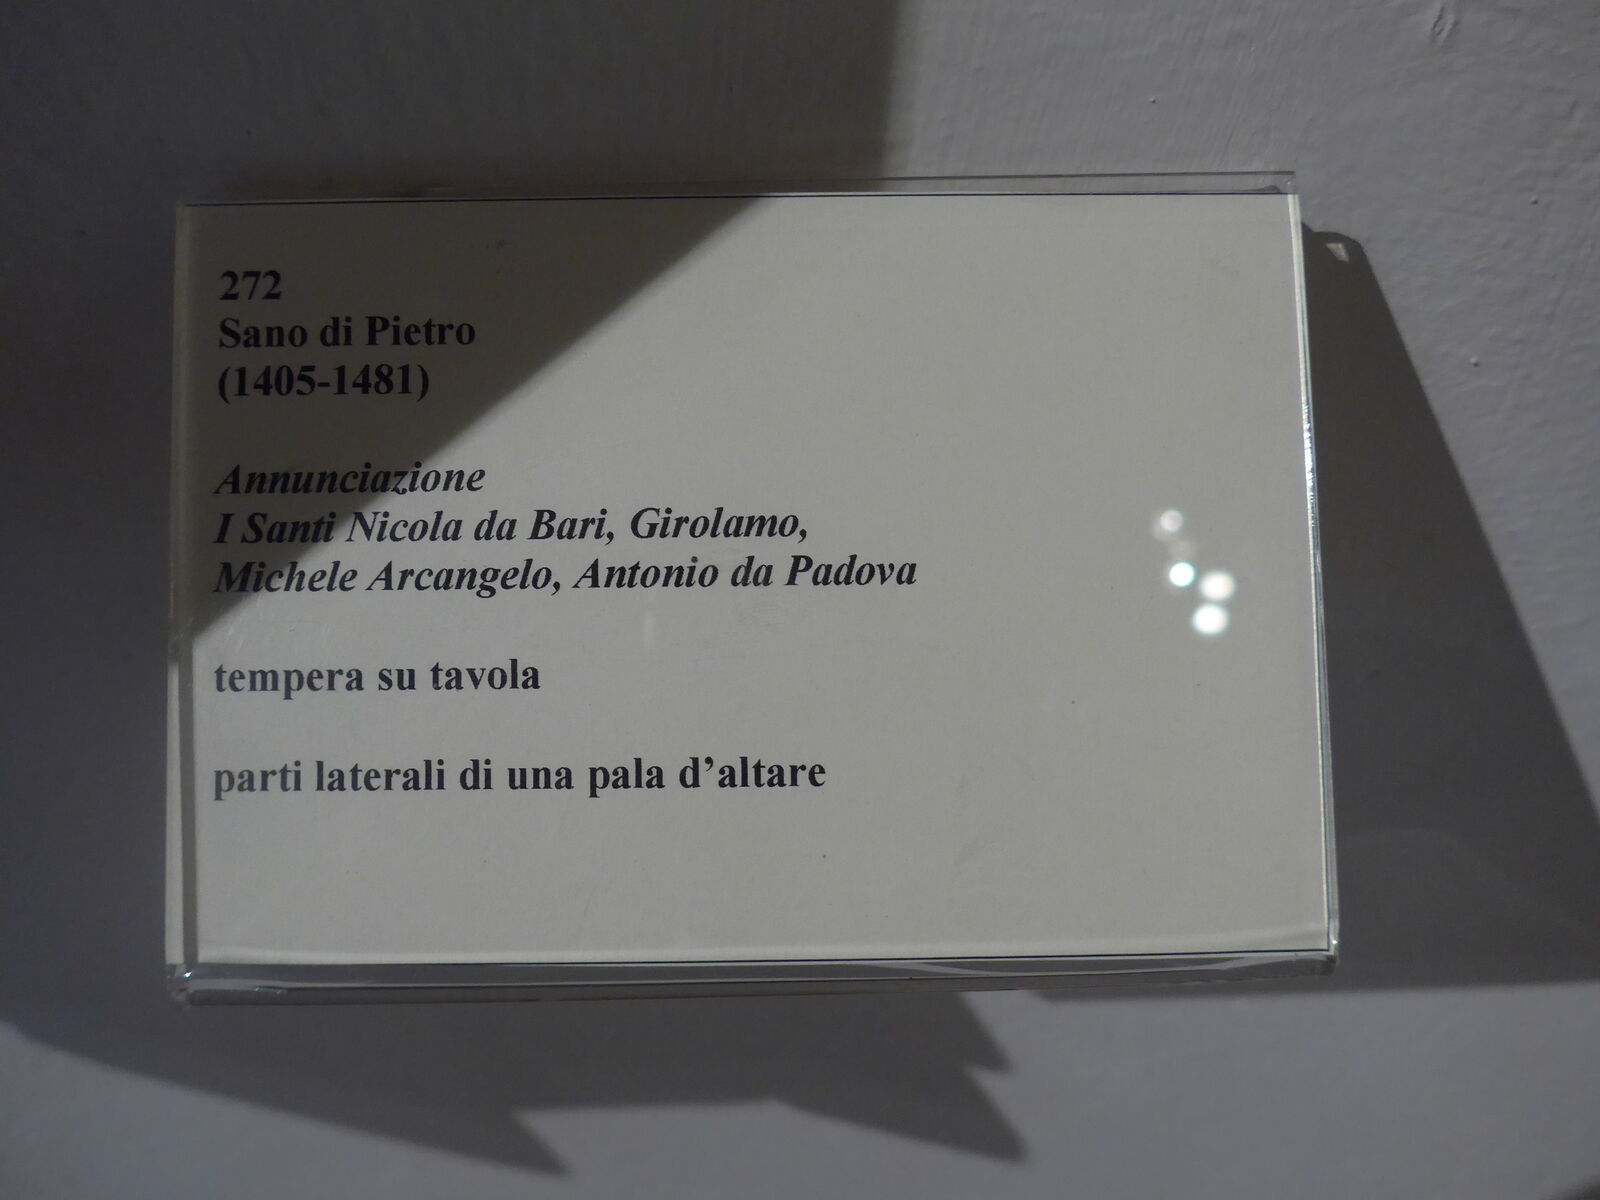 272
Sano di Pietro
(1405-1481)
Annunciazione
I Santi Nicola da Bari, Girolamo,
Michele Arcangelo, Antonio da Padova
tempera su tavola
parti laterali di una pala d’altare